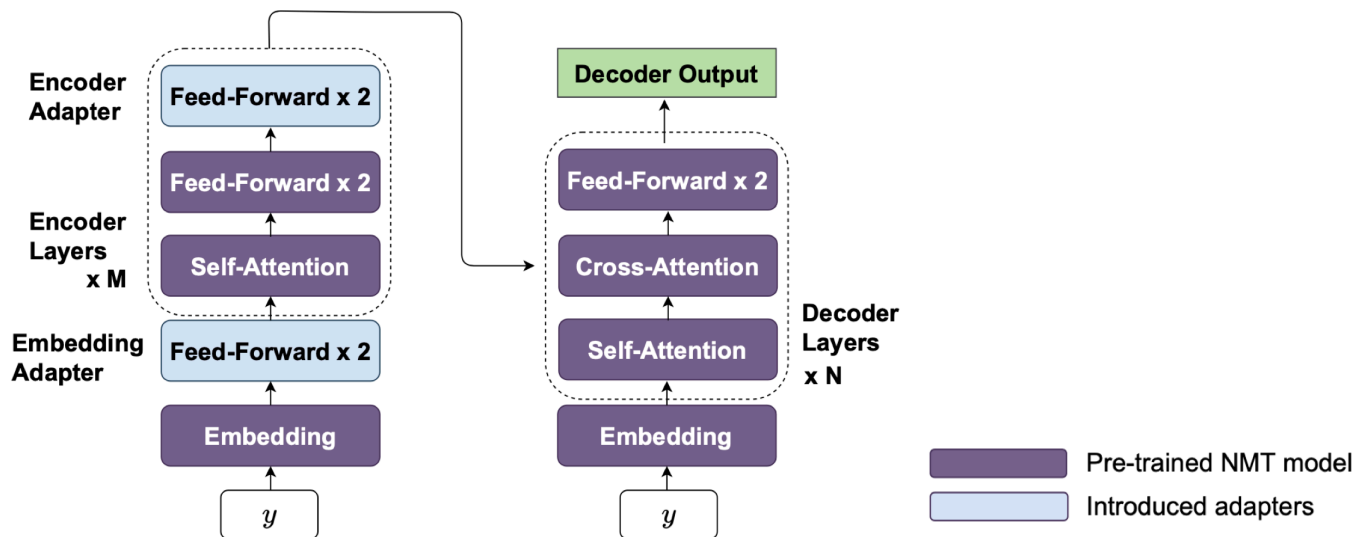 Encoder
Adapter
Feed-Forward x 2
Feed-Forward x 2
Encoder
Layers
x M
Self-Attention
Embedding
Adapter
Feed-Forward x 2
Embedding
y
Decoder Output
Feed-Forward x 2
Cross-Attention
Self-Attention
Decoder
Layers
x N
Embedding
y
Pre-trained NMT model
Introduced adapters